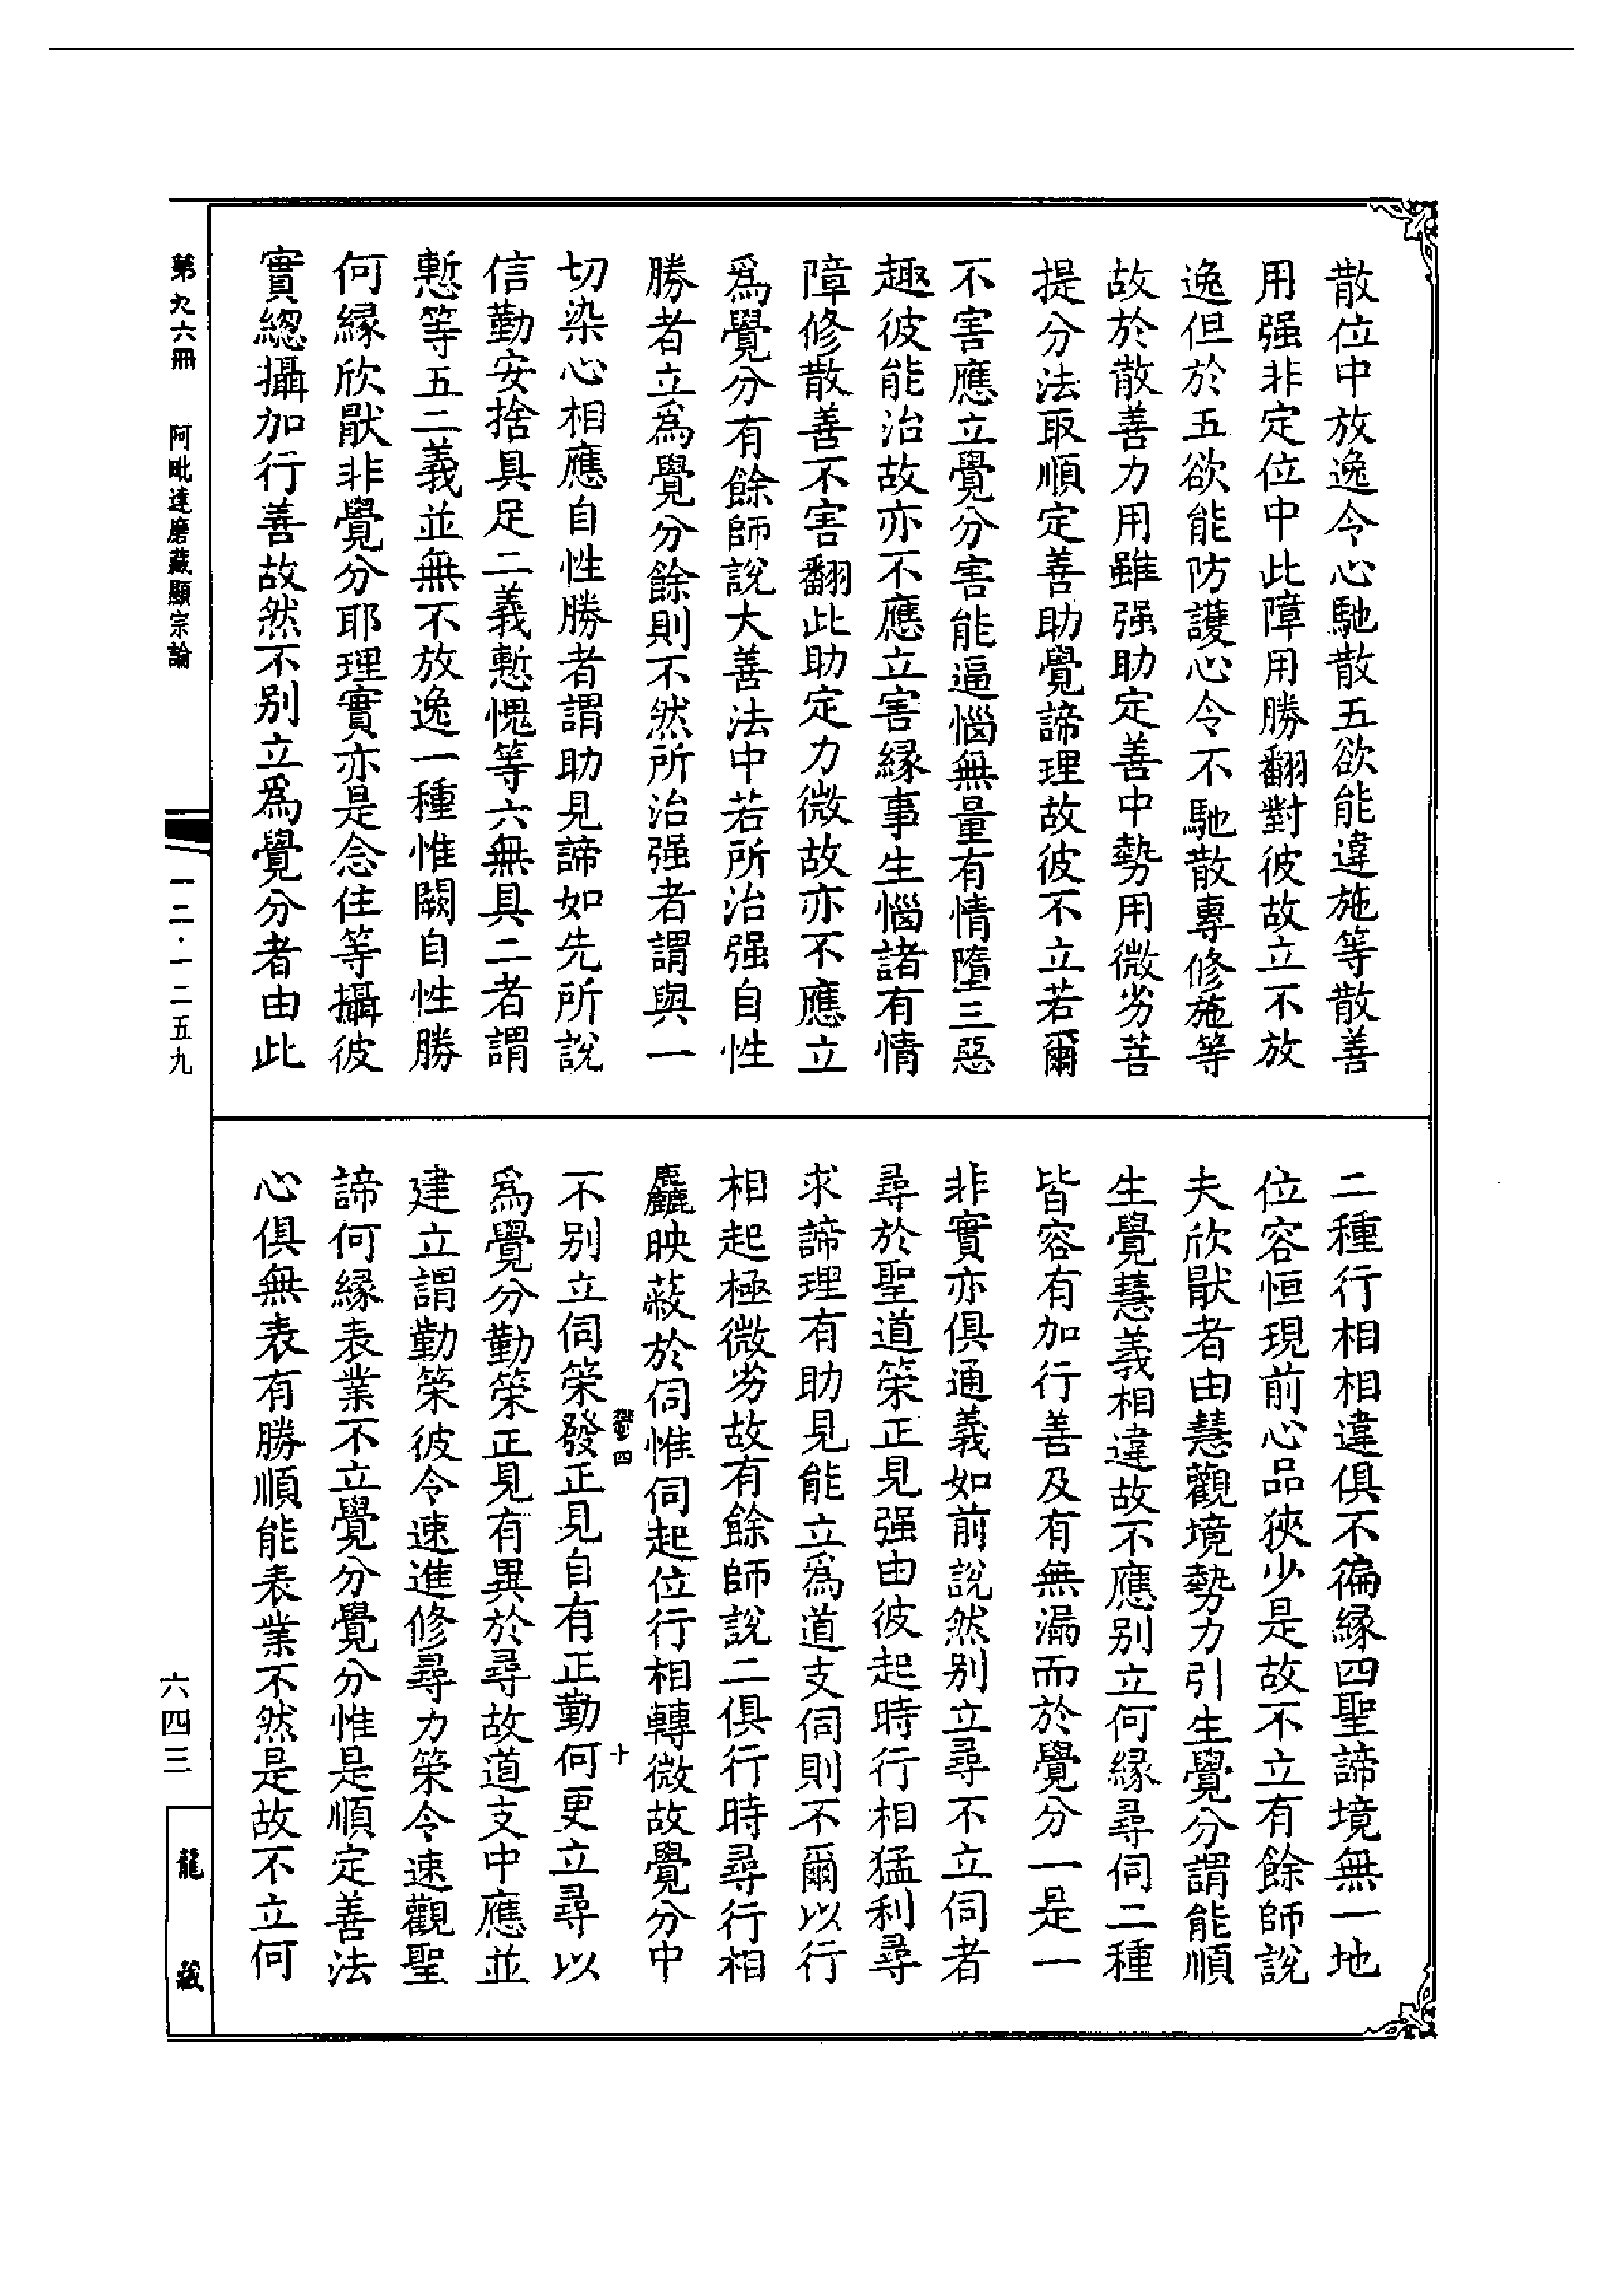 散位中放逸令心馳散五欲能違施等散善
用强非定位中此障用勝翻對彼故立不放
逸但於五欲能防護心令不馳散專修施等
故於散善力用雖强助定善中勢用微劣菩
提分法取順定善助覺諦理故彼不立若爾
不害應立覺分害能逼惱無量有情墮三惡
趣彼能治故亦不應立害緣事生惱諸有情
障修散善不害翻此助定力微故亦不應立
爲覺分有餘師說大善法中若所治强自性
勝者立爲覺分餘則不然所治强者謂與一
切染心相應自性勝者謂助見諦如先所說
信勤安捨具足二義慙愧等六無具二者謂
慙等五二義並無不放逸一種惟闕自性勝
何緣欣猒非覺分耶理實亦是念住等攝彼
實總攝加行善故然不别立爲覺分者由此
二種行相相違俱不徧緣四聖諦境無一地
位容恒現前心品狹少是故不立有餘師說
夫欣猒者由慧觀境勢力引生覺分謂能順
生覺慧義相違故不應别立何緣尋伺二種
皆容有加行善及有無漏而於覺分一是一
非實亦俱通義如前說然别立尋不立伺者
尋於聖道策正見强由彼起時行相猛利尋
求諦理有助見能立爲道支伺則不爾以行
相起極微劣故有餘師說二俱行時尋行相
麤映蔽於伺惟伺起位行相轉微故覺分中
鬱四
十
不别立伺策發正見自有正勤何更立尋以
爲覺分勤策正見有異於尋故道支中應並
建立謂勤策彼令速進修尋力策令速觀聖
諦何緣表業不立覺分覺分惟是順定善法
心俱無表有勝順能表業不然是故不立何
第九六冊
阿毗達磨藏顯宗論
一二·一二五九
六四三
龍藏